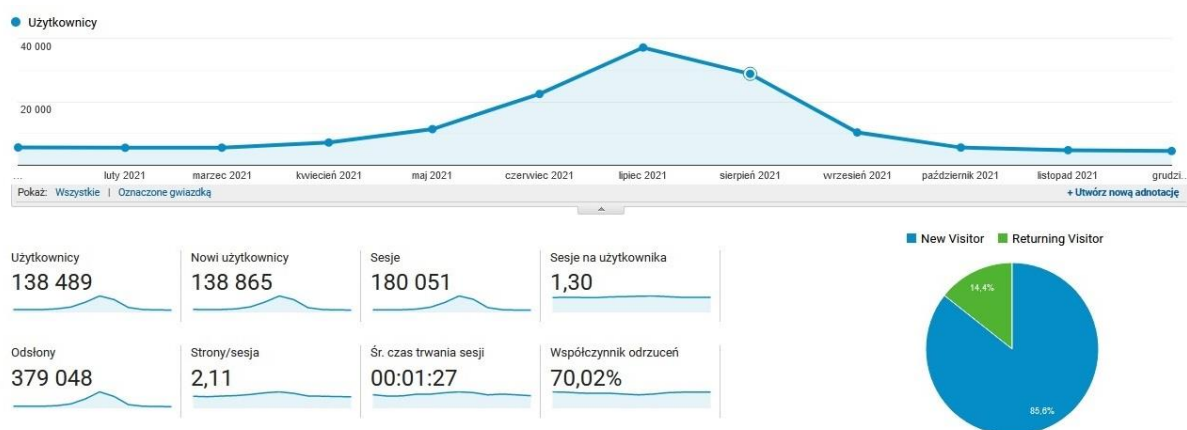 Użytkownicy
40 000
20 000
... luty 2021 marzec 2021 kwiecień 2021 maj 2021 czerwiec 2021 lipiec 2021 sierpień 2021 wrzesień 2021 październik 2021 listopad 2021 grudzi...
Pokaż: Wszystkie | Oznaczone gwiazdką + Utwórz nową adnotację
New Visitor Returning Visitor
Użytkownicy Nowi użytkownicy Sesje Sesje na użytkownika
138 489 138 865 180 051 1,30
14,4%
Odsłony Strony/sesja Śr. czas trwania sesji Współczynnik odrzuceń
379 048 2,11 00:01:27 70,02%
85,6%